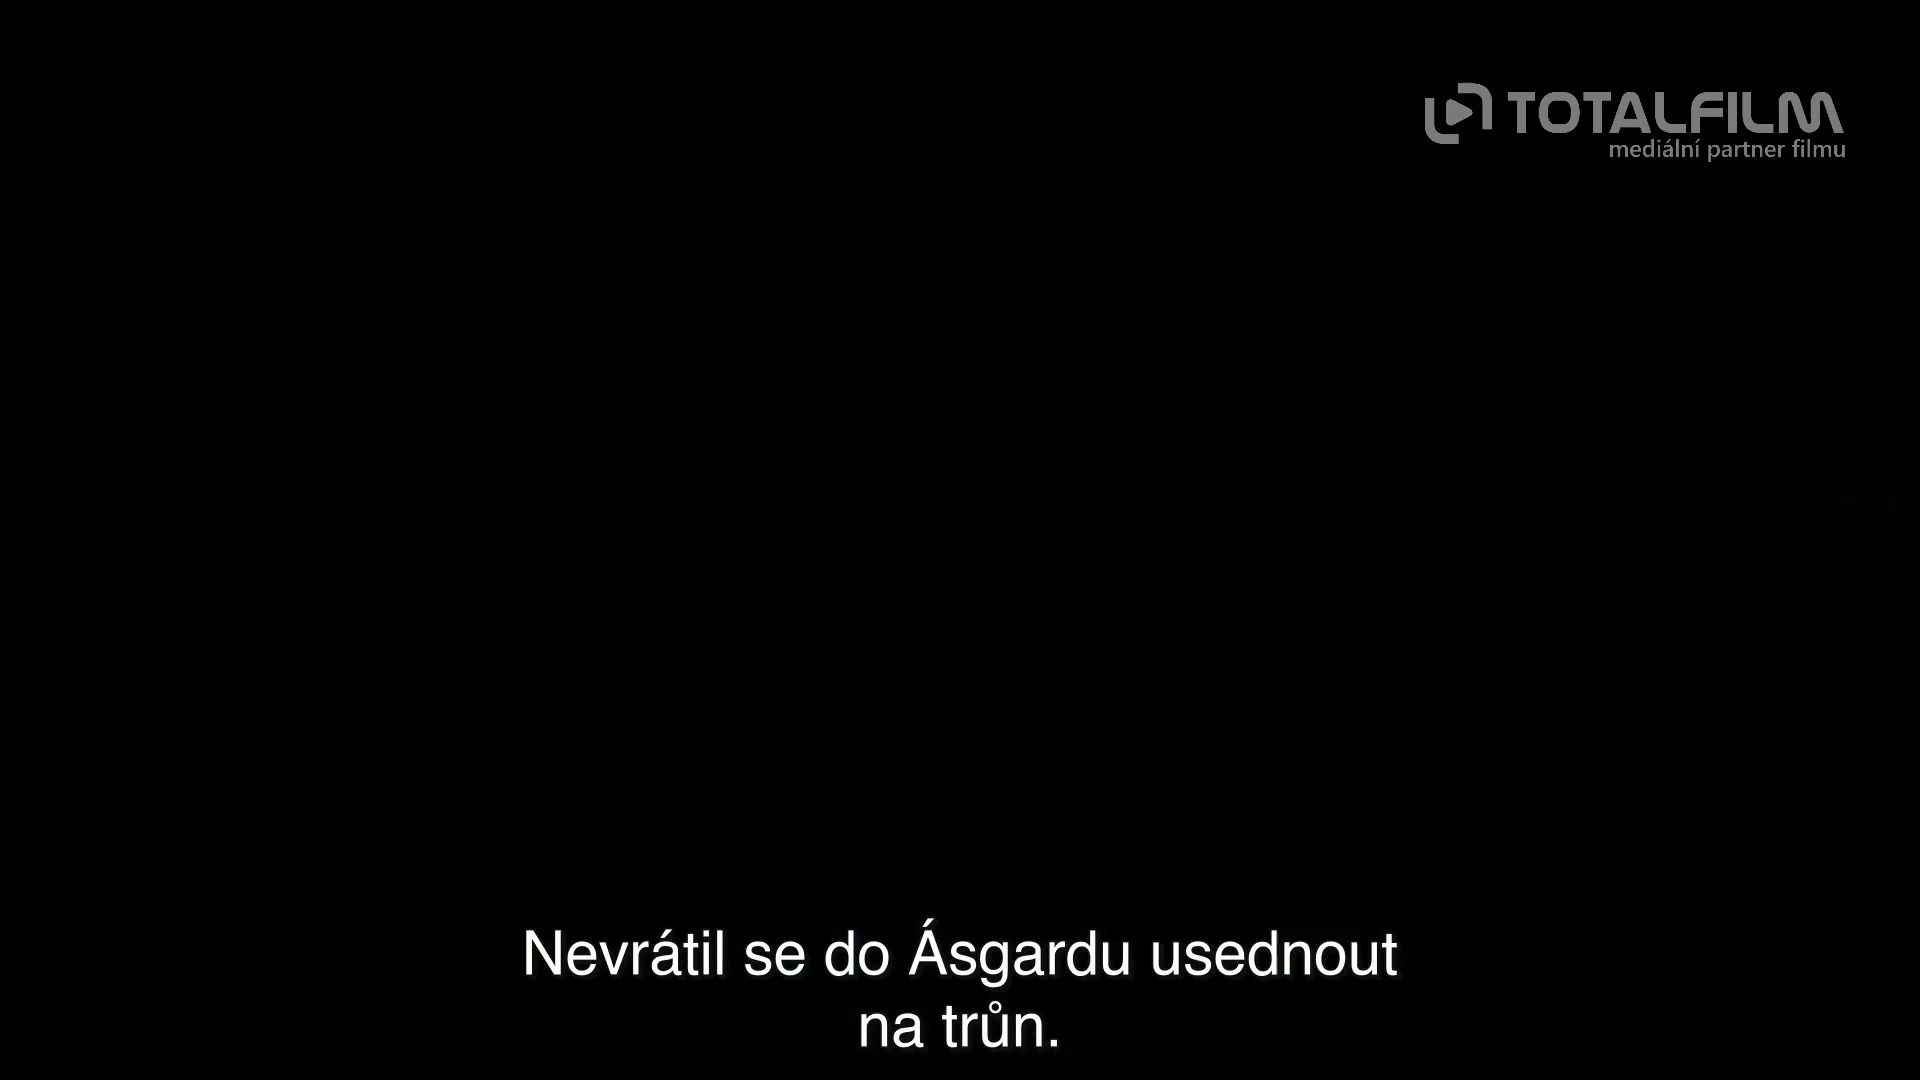 TOTALFILM
mediální partner filmu
Nevrátil se do Ásgardu usednout
na trůn.